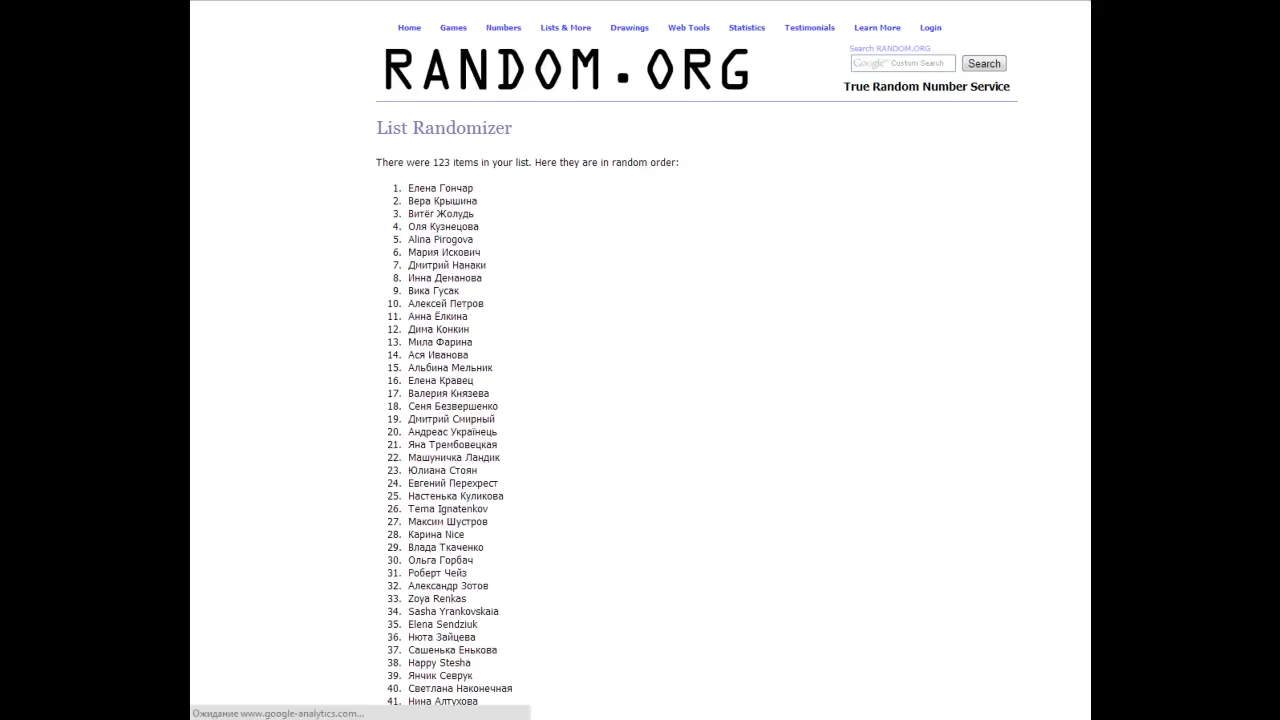 Home Games Numbers Lists & More Drawings Web Tools Statistics Testimonials Learn More Login
RANDOM.ORG
Search RANDOM.ORG
Google™ Custom Search Search
True Random Number Service
List Randomizer
There were 123 items in your list. Here they are in random order:
1. Елена Гончар
2. Вера Крышина
3. Витёг Жолудь
4. Оля Кузнецова
5. Alina Pirogova
6. Мария Искович
7. Дмитрий Нанаки
8. Инна Деманова
9. Вика Гусак
10. Алексей Петров
11. Анна Ёлкина
12. Дима Конкин
13. Мила Фарина
14. Ася Иванова
15. Альбина Мельник
16. Елена Кравец
17. Валерия Князева
18. Сеня Безвершенко
19. Дмитрий Смирный
20. Андреас Українець
21. Яна Трембовецкая
22. Машуничка Ландик
23. Юлиана Стоян
24. Евгений Перехрест
25. Настенька Куликова
26. Tema Ignatenkov
27. Максим Шустров
28. Карина Nice
29. Влада Ткаченко
30. Ольга Горбач
31. Роберт Чейз
32. Александр Зотов
33. Zoya Renkas
34. Sasha Yrankovskaia
35. Elena Sendziuk
36. Нюта Зайцева
37. Сашенька Енькова
38. Happy Stesha
39. Янчик Севрук
40. Светлана Наконечная
41. Нина Алтухова
Ожидание www.google-analytics.com...